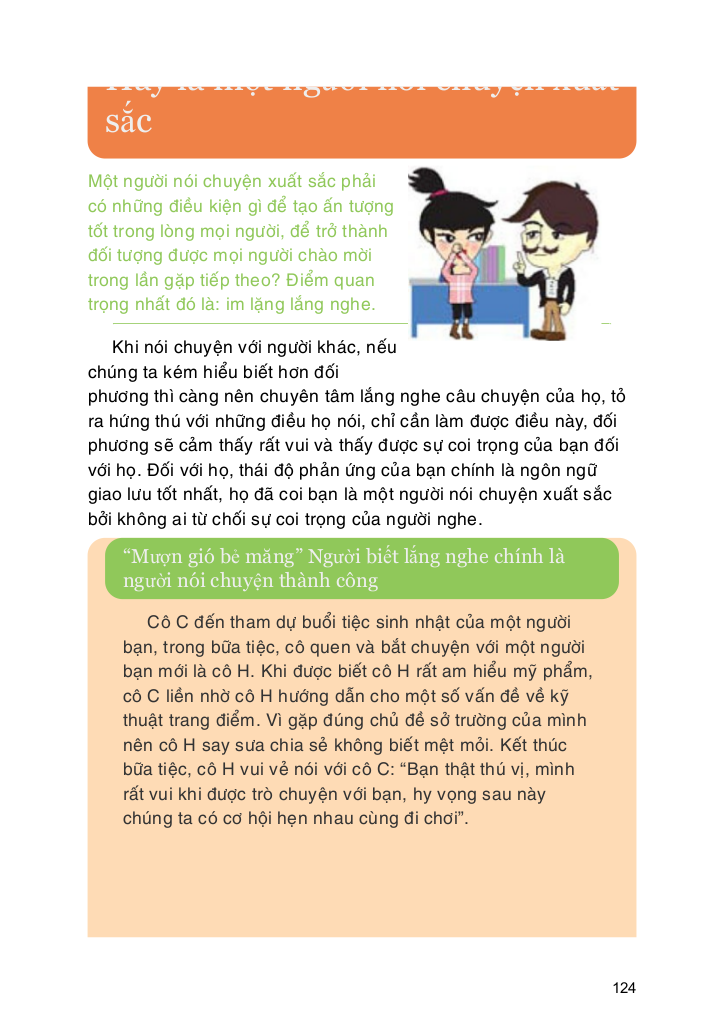 Hãy là một người nói chuyện xuất
sắc
Một người nói chuyện xuất sắc phải
có những điều kiện gì để tạo ấn tượng
tốt trong lòng mọi người, để trở thành
đối tượng được mọi người chào mời
trong lần gặp tiếp theo? Điểm quan
trọng nhất đó là: im lặng lắng nghe.
Khi nói chuyện với người khác, nếu
chúng ta kém hiểu biết hơn đối
phương thì càng nên chuyên tâm lắng nghe câu chuyện của họ, tỏ
ra hứng thú với những điều họ nói, chỉ cần làm được điều này, đối
phương sẽ cảm thấy rất vui và thấy được sự coi trọng của bạn đối
với họ. Đối với họ, thái độ phản ứng của bạn chính là ngôn ngữ
giao lưu tốt nhất, họ đã coi bạn là một người nói chuyện xuất sắc
bởi không ai từ chối sự coi trọng của người nghe.
“Mượn gió bẻ măng” Người biết lắng nghe chính là
người nói chuyện thành công
Cô C đến tham dự buổi tiệc sinh nhật của một người
bạn, trong bữa tiệc, cô quen và bắt chuyện với một người
bạn mới là cô H. Khi được biết cô H rất am hiểu mỹ phẩm,
cô C liền nhờ cô H hướng dẫn cho một số vấn đề về kỹ
thuật trang điểm. Vì gặp đúng chủ đề sở trường của mình
nên cô H say sưa chia sẻ không biết mệt mỏi. Kết thúc
bữa tiệc, cô H vui vẻ nói với cô C: “Bạn thật thú vị, mình
rất vui khi được trò chuyện với bạn, hy vọng sau này
chúng ta có cơ hội hẹn nhau cùng đi chơi”.
124